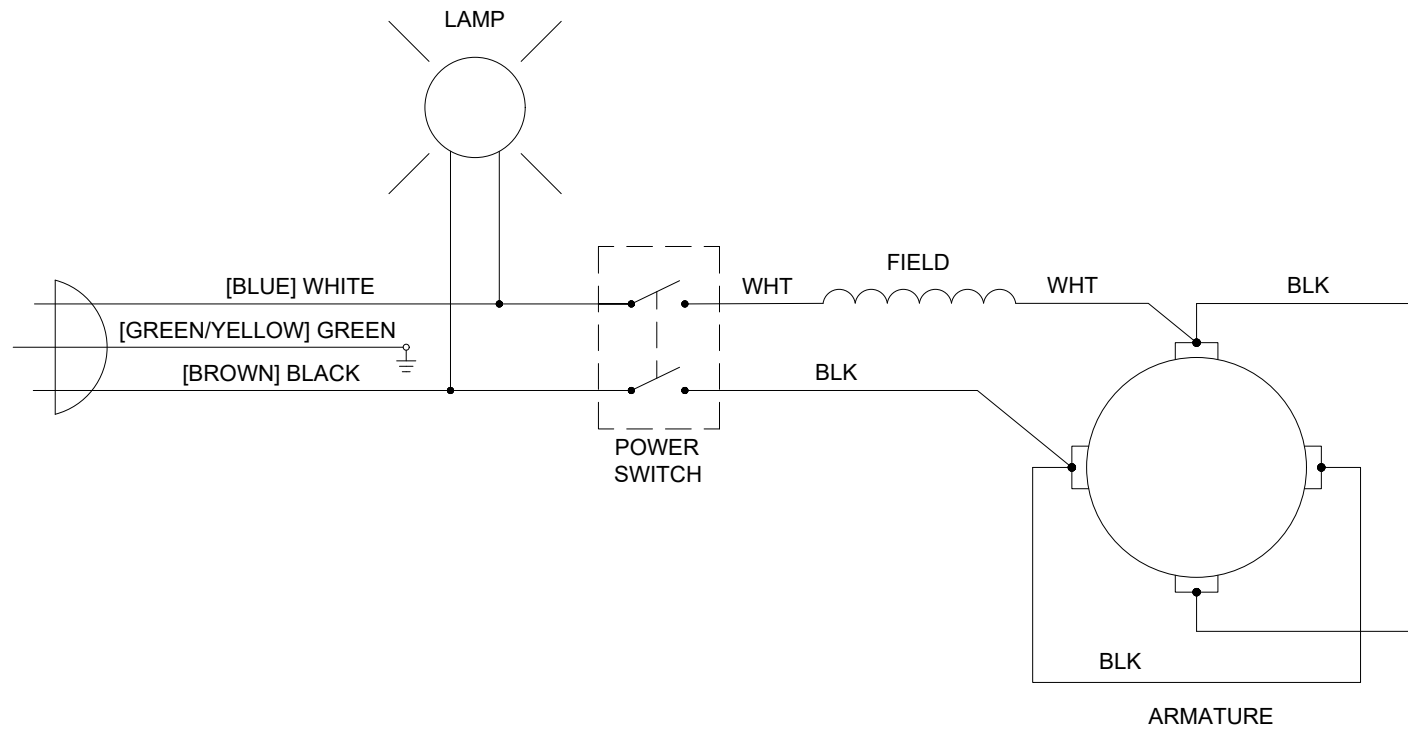 LAMP
[BLUE] WHITE
[GREEN/YELLOW] GREEN
[BROWN] BLACK
POWER
SWITCH
WHT
FIELD
WHT
BLK
BLK
BLK
ARMATURE